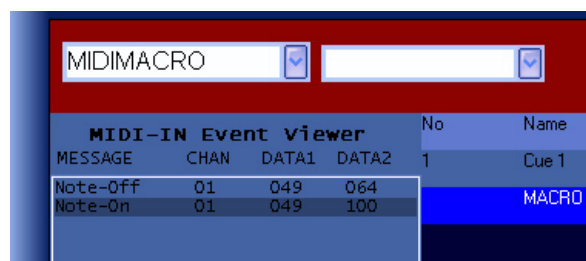 MIDIMACRO
MIDI-IN Event Viewer
MESSAGE CHAN DATA1 DATA2
Note-Off 01 049 064
Note-On 01 049 100
No Name
1 Cue 1
MACRO